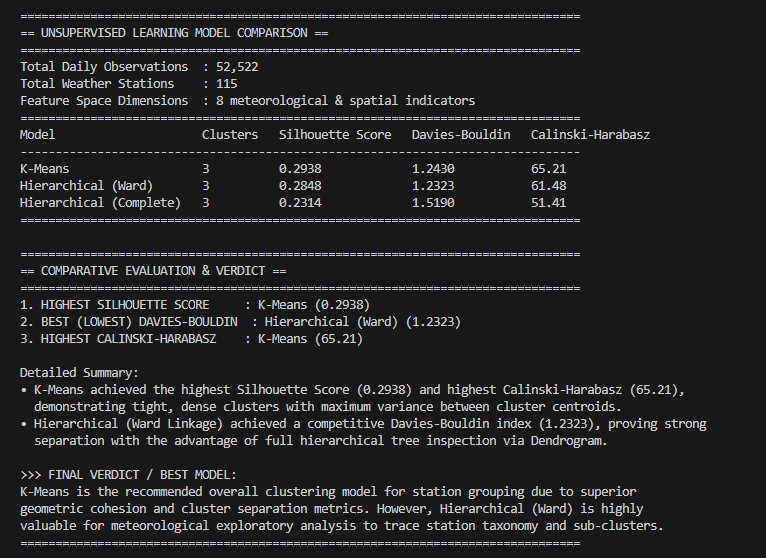 ================================================================================
== UNSUPERVISED LEARNING MODEL COMPARISON ==
================================================================================
Total Daily Observations  : 52,522
Total Weather Stations    : 115
Feature Space Dimensions  : 8 meteorological & spatial indicators
================================================================================
Model                     Clusters   Silhouette Score   Davies-Bouldin   Calinski-Harabasz
--------------------------------------------------------------------------------
K-Means                   3          0.2938             1.2430           65.21
Hierarchical (Ward)       3          0.2848             1.2323           61.48
Hierarchical (Complete)   3          0.2314             1.5190           51.41
================================================================================
================================================================================
== COMPARATIVE EVALUATION & VERDICT ==
================================================================================
1. HIGHEST SILHOUETTE SCORE     : K-Means (0.2938)
2. BEST (LOWEST) DAVIES-BOULDIN  : Hierarchical (Ward) (1.2323)
3. HIGHEST CALINSKI-HARABASZ    : K-Means (65.21)
Detailed Summary:
• K-Means achieved the highest Silhouette Score (0.2938) and highest Calinski-Harabasz (65.21),
demonstrating tight, dense clusters with maximum variance between cluster centroids.
• Hierarchical (Ward Linkage) achieved a competitive Davies-Bouldin index (1.2323), proving strong
separation with the advantage of full hierarchical tree inspection via Dendrogram.
>>> FINAL VERDICT / BEST MODEL:
K-Means is the recommended overall clustering model for station grouping due to superior
geometric cohesion and cluster separation metrics. However, Hierarchical (Ward) is highly
valuable for meteorological exploratory analysis to trace station taxonomy and sub-clusters.
================================================================================